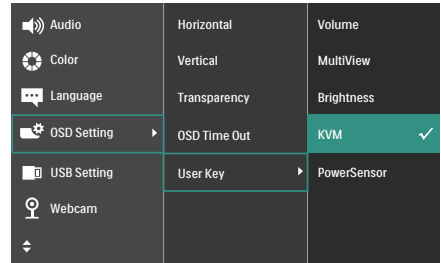 Audio
Color
Language
OSD Setting
USB Setting
Webcam
Horizontal
Vertical
Transparency
OSD Time Out
User Key
Volume
MultiView
Brightness
KVM
PowerSensor